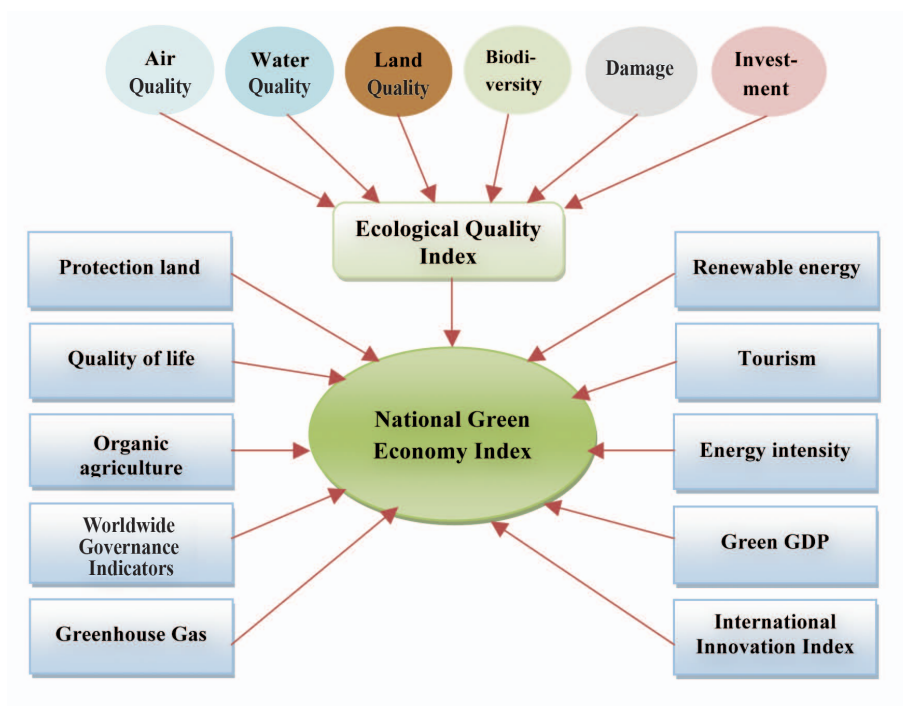 Air
Quality
Water
Quality
Land
Quality
Biodi-
versity
Damage
Invest-
ment
Ecological Quality
Index
Protection land
Quality of life
Organic
agriculture
Worldwide
Governance
Indicators
Greenhouse Gas
National Green
Economy Index
Renewable energy
Tourism
Energy intensity
Green GDP
International
Innovation Index